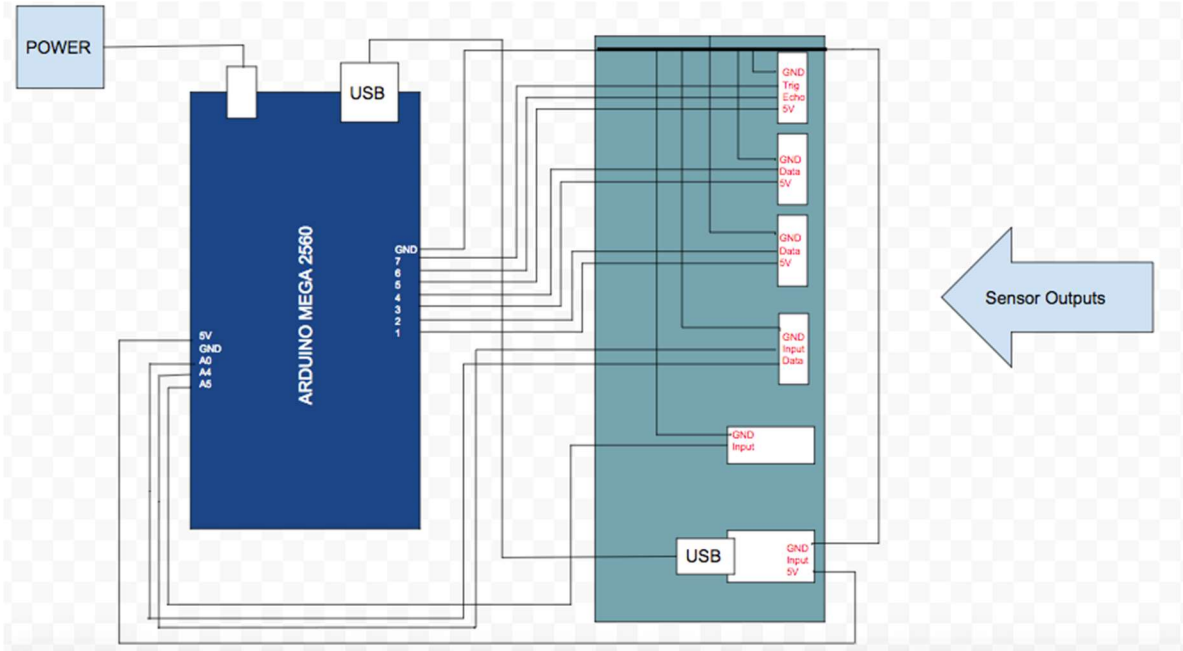 POWER
USB
ARDUINO MEGA 2560
GND
7
6
5
4
3
2
1
5V
GND
A0
A4
A5
GND
Trig
Echo
5V
GND
Data
5V
GND
Data
5V
GND
Input
Data
GND
Input
USB
GND
Input
5V
Sensor Outputs